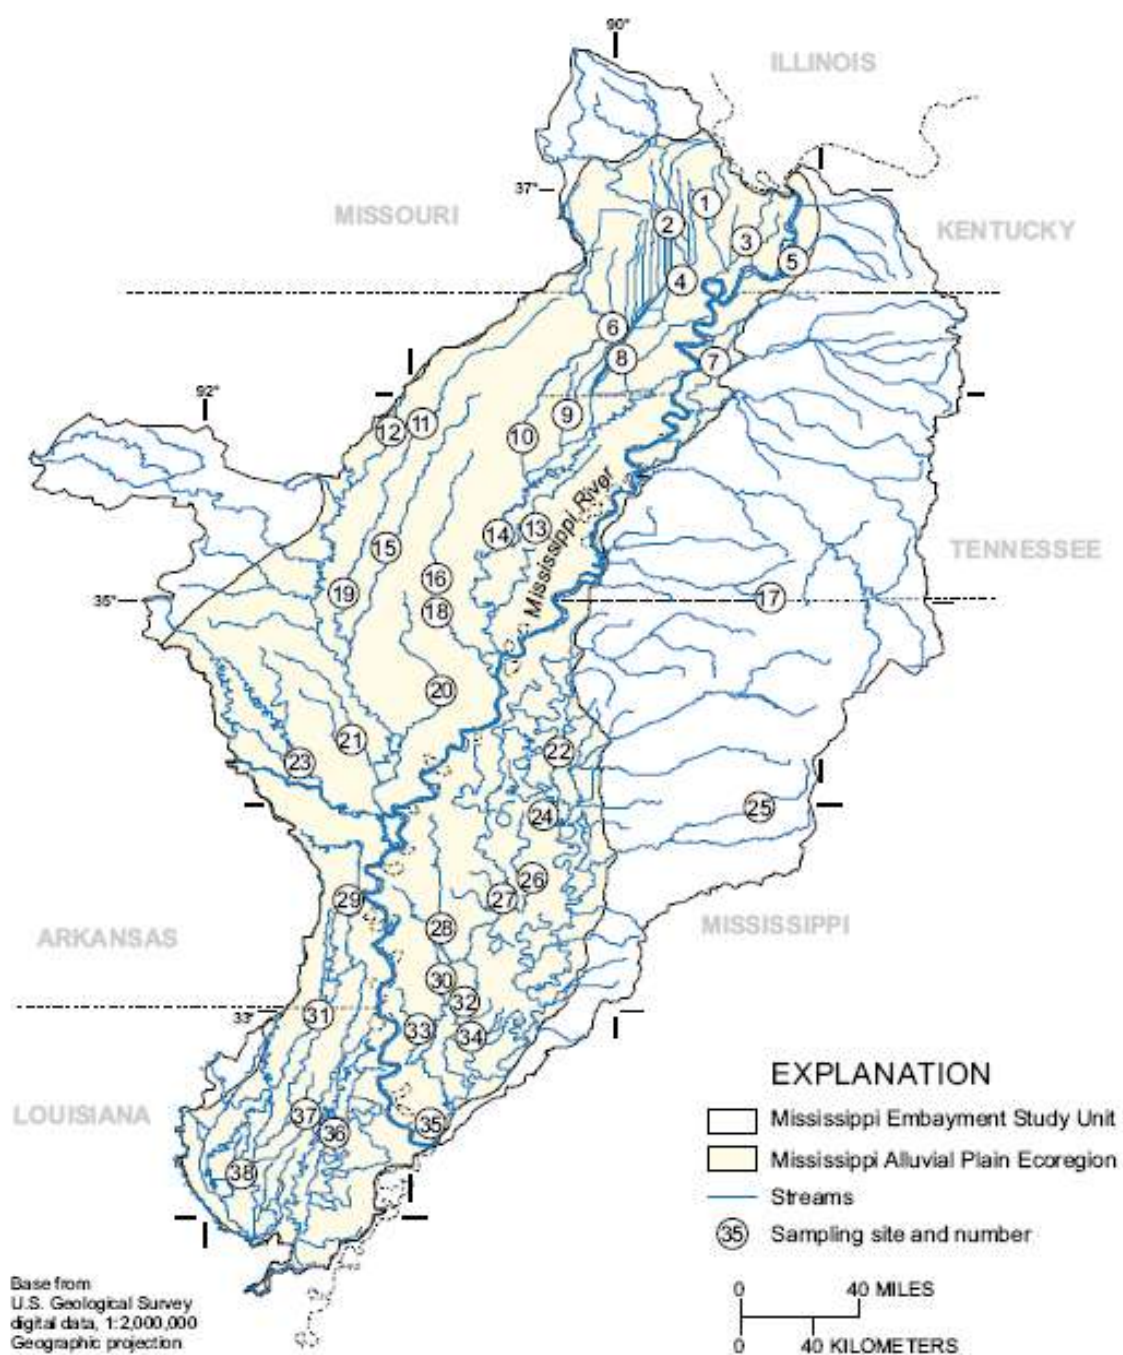 90°
ILLINOIS
37°
MISSOURI
KENTUCKY
1
2
3
5
4
6
8
7
92°
9
11
12
10
Mississippi River
13
14
15
TENNESSEE
16
19
17
35°
18
20
21
22
23
25
24
26
27
29
28
MISSISSIPPI
ARKANSAS
30
32
33°
31
33
34
EXPLANATION
LOUISIANA
37
36
35
Mississippi Embayment Study Unit
Mississippi Alluvial Plain Ecoregion
38
Streams
35 Sampling site and number
Base from
U.S. Geological Survey
digital data, 1:2,000,000
Geographic projection
0 40 MILES
0 40 KILOMETERS